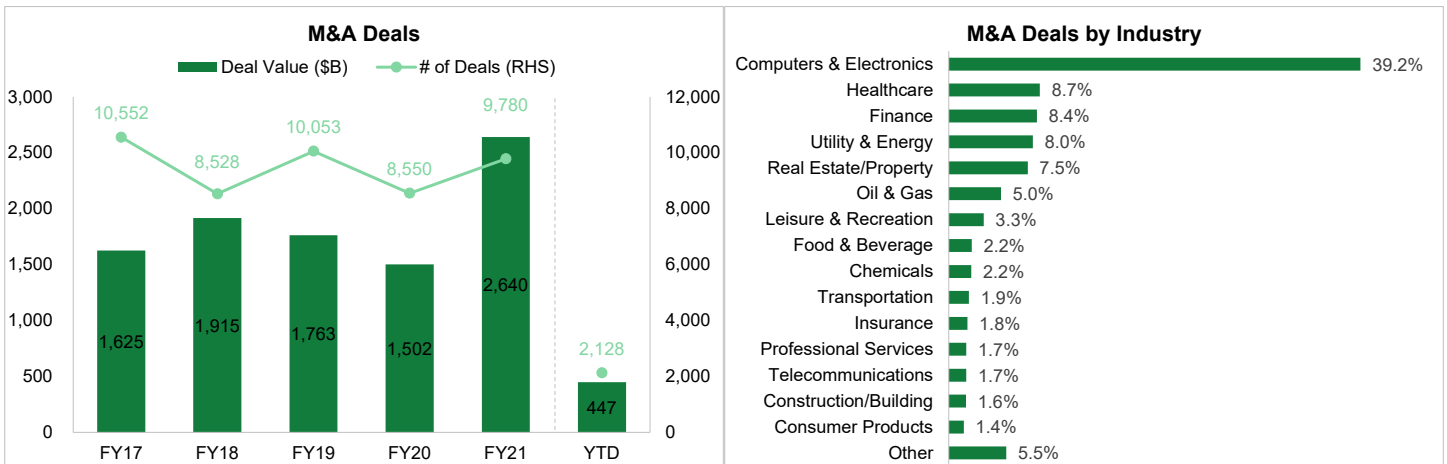 M&A Deals
Deal Value ($B) # of Deals (RHS)
3,000
2,500
2,000
1,500
1,000
500
0
12,000
10,000
8,000
6,000
4,000
2,000
0
10,552
8,528
10,053
8,550
9,780
2,128
1,625
1,915
1,763
1,502
2,640
447
FY17 FY18 FY19 FY20 FY21 YTD
M&A Deals by Industry
Computers & Electronics 39.2%
Healthcare 8.7%
Finance 8.4%
Utility & Energy 8.0%
Real Estate/Property 7.5%
Oil & Gas 5.0%
Leisure & Recreation 3.3%
Food & Beverage 2.2%
Chemicals 2.2%
Transportation 1.9%
Insurance 1.8%
Professional Services 1.7%
Telecommunications 1.7%
Construction/Building 1.6%
Consumer Products 1.4%
Other 5.5%